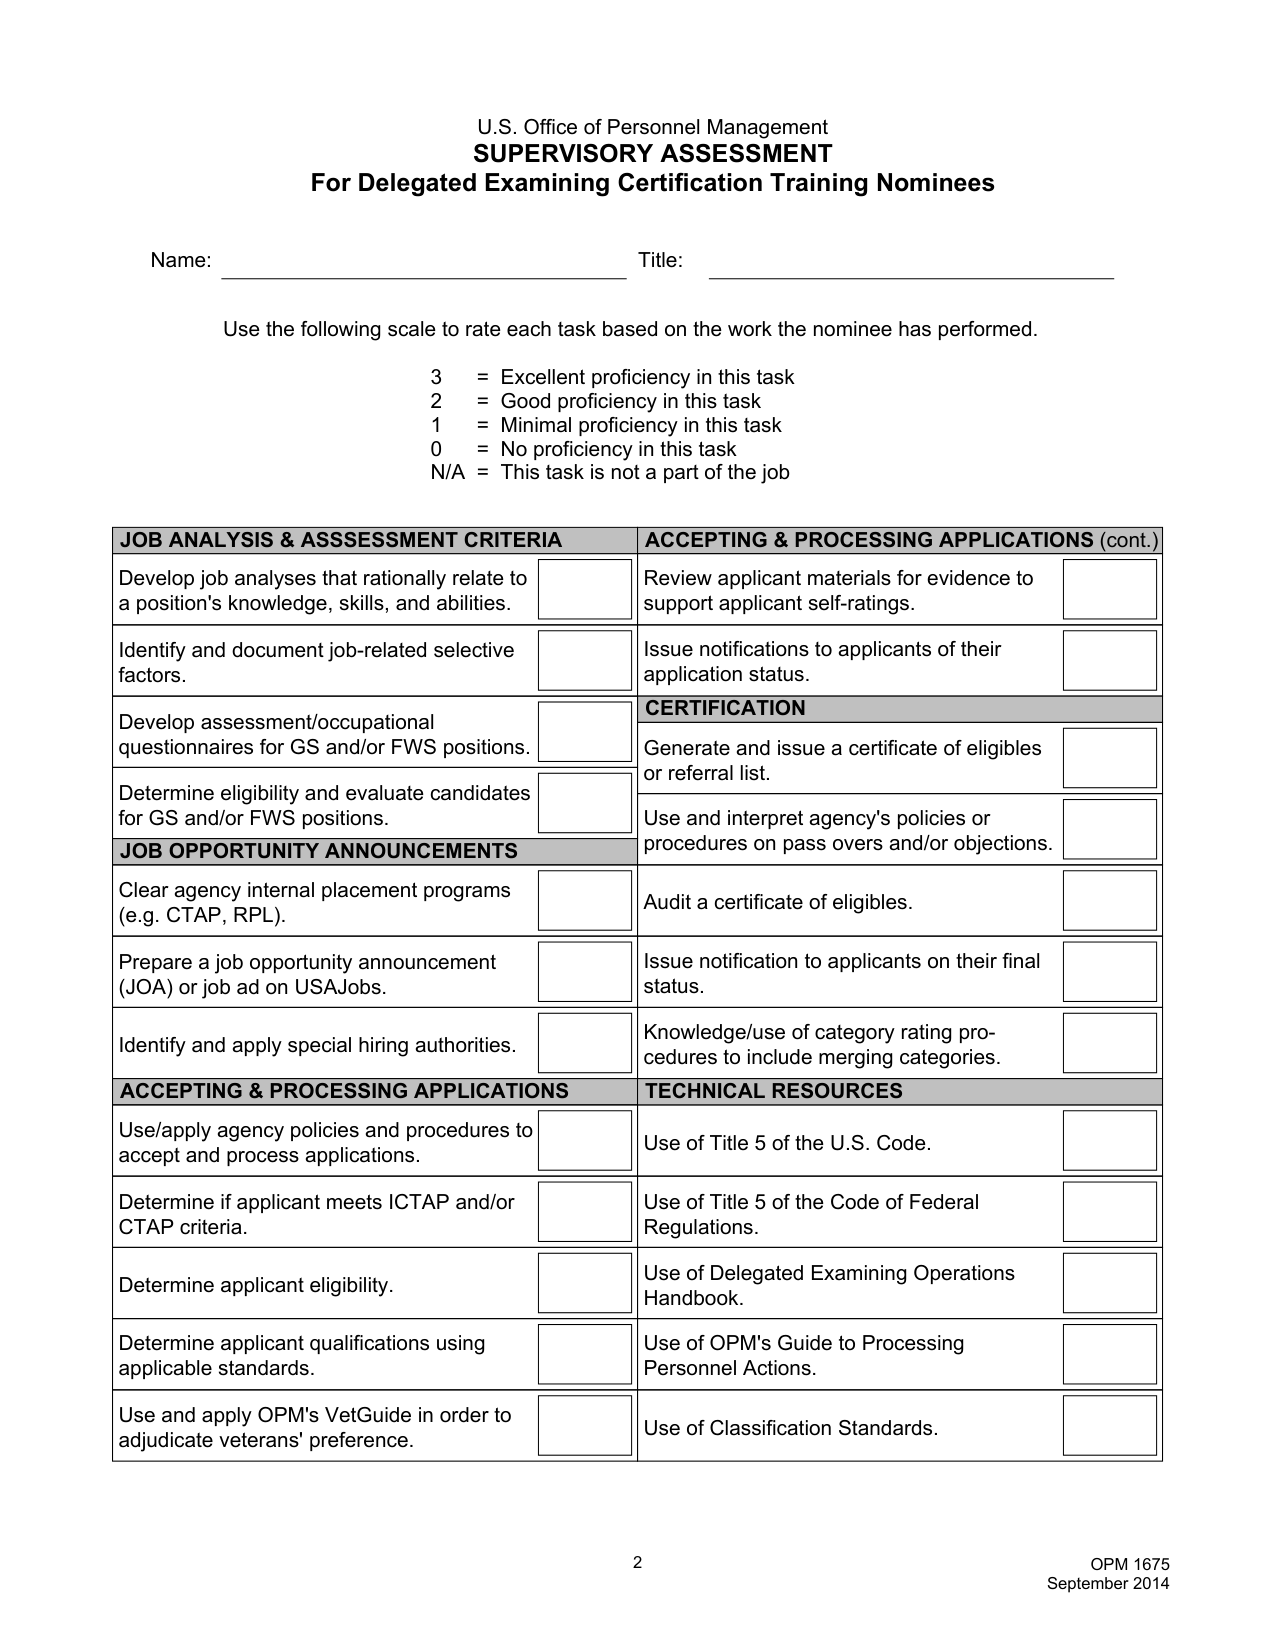 U.S. Office of Personnel Management
SUPERVISORY ASSESSMENT
For Delegated Examining Certification Training Nominees
Name:
Title:
Use the following scale to rate each task based on the work the nominee has performed.
3 = Excellent proficiency in this task
2 = Good proficiency in this task
1 = Minimal proficiency in this task
0 = No proficiency in this task
N/A = This task is not a part of the job
JOB ANALYSIS & ASSSESSMENT CRITERIA
Develop job analyses that rationally relate to
a position's knowledge, skills, and abilities.
Identify and document job-related selective
factors.
Develop assessment/occupational
questionnaires for GS and/or FWS positions.
Determine eligibility and evaluate candidates
for GS and/or FWS positions.
JOB OPPORTUNITY ANNOUNCEMENTS
Clear agency internal placement programs
(e.g. CTAP, RPL).
Prepare a job opportunity announcement
(JOA) or job ad on USAJobs.
Identify and apply special hiring authorities.
ACCEPTING & PROCESSING APPLICATIONS
Use/apply agency policies and procedures to
accept and process applications.
Determine if applicant meets ICTAP and/or
CTAP criteria.
Determine applicant eligibility.
Determine applicant qualifications using
applicable standards.
Use and apply OPM's VetGuide in order to
adjudicate veterans' preference.
ACCEPTING & PROCESSING APPLICATIONS (cont.)
Review applicant materials for evidence to
support applicant self-ratings.
Issue notifications to applicants of their
application status.
CERTIFICATION
Generate and issue a certificate of eligibles
or referral list.
Use and interpret agency's policies or
procedures on pass overs and/or objections.
Audit a certificate of eligibles.
Issue notification to applicants on their final
status.
Knowledge/use of category rating pro-
cedures to include merging categories.
TECHNICAL RESOURCES
Use of Title 5 of the U.S. Code.
Use of Title 5 of the Code of Federal
Regulations.
Use of Delegated Examining Operations
Handbook.
Use of OPM's Guide to Processing
Personnel Actions.
Use of Classification Standards.
2
OPM 1675
September 2014